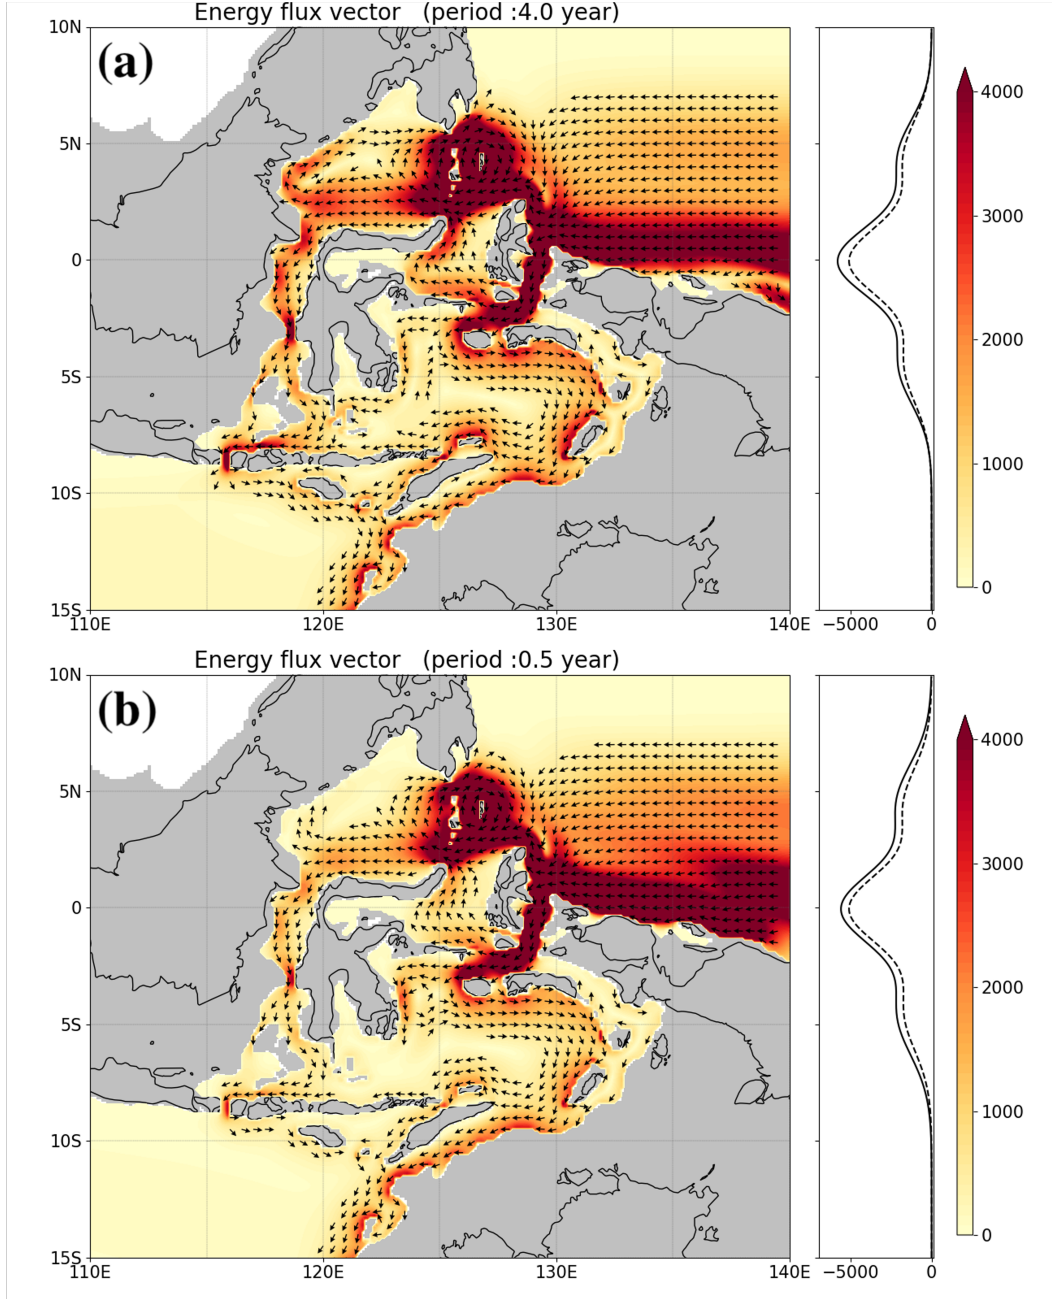 Energy flux vector (period :4.0 year)
(a)
10N
5N
0
5S
10S
15S
110E
120E
130E
140E
−5000
0
4000
3000
2000
1000
0
Energy flux vector (period :0.5 year)
(b)
10N
5N
0
5S
10S
15S
110E
120E
130E
140E
−5000
0
4000
3000
2000
1000
0